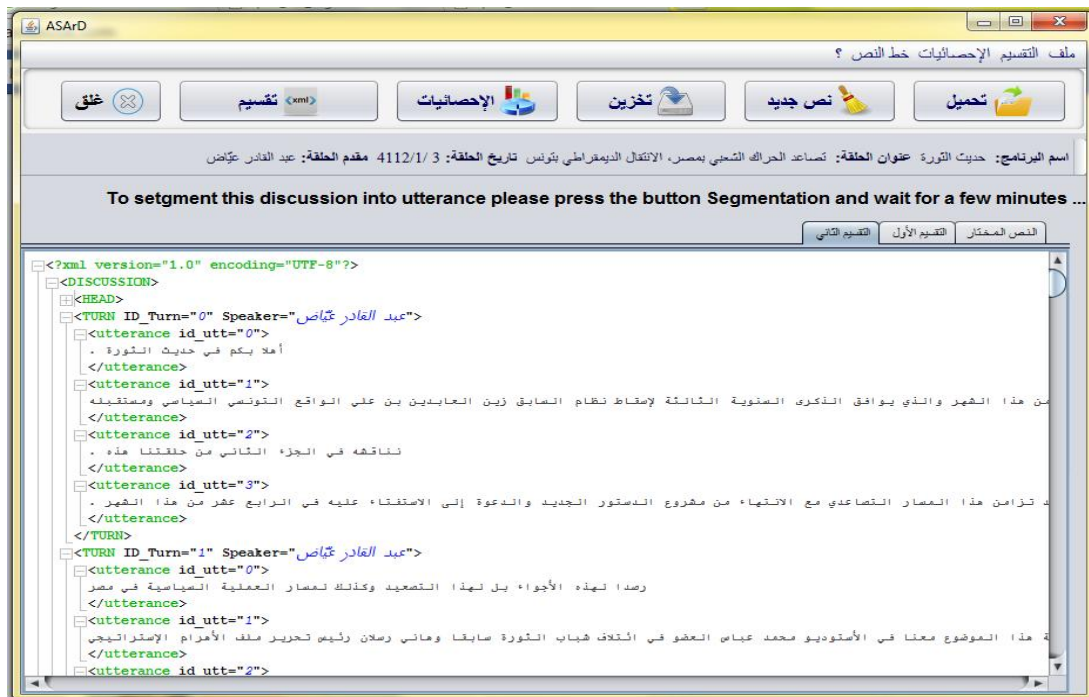 ASArD
ملف التقسيم الإحصائيات خط النص ؟
تحميل نص جديد تخزين الإحصائيات تقسيم غلق
اسم البرنامج: حديث الثورة عنوان الحلقة: تصاعد الحراك الشعبي بمصر، الانتقال الديمقراطي بتونس تاريخ الحلقة: 3 /4112/1 مقدم الحلقة: عبد القادر عيّاض
To setgment this discussion into utterance please press the button Segmentation and wait for a few minutes ...
النص المختار التقسيم الأول التقسيم الثاني
<?xml version="1.0" encoding="UTF-8"?>
<DISCUSSION>
<HEAD>
<TURN ID_Turn="0" Speaker="عبد القادر عيّاض">
<utterance id_utt="0">
أهلا بكم في حديث الثورة .
</utterance>
<utterance id_utt="1">
من هذا الشهر والذي يوافق الذكرى السنوية الثالثة لإسقاط نظام السابق زين العابدين بن علي الواقع التونسي السياسي ومستقبله
</utterance>
<utterance id_utt="2">
نناقشه في الجزء الثاني من حلقتنا هذه .
</utterance>
<utterance id_utt="3">
د تزامن هذا المسار التصاعدي مع الانتهاء من مشروع الدستور الجديد والدعوة إلى الاستفتاء عليه في الرابع عشر من هذا الشهر .
</utterance>
</TURN>
<TURN ID_Turn="1" Speaker="عبد القادر عيّاض">
<utterance id_utt="0">
رصدا لهذه الأجواء بل لهذا التصعيد وكذلك لمسار العملية السياسية في مصر
</utterance>
<utterance id_utt="1">
ة هذا الموضوع معنا في الأستوديو محمد عباس العضو في ائتلاف شباب الثورة سابقا وهاني رسلان رئيس تحرير ملف الأهرام الإستراتيجي
</utterance>
<utterance id_utt="2">